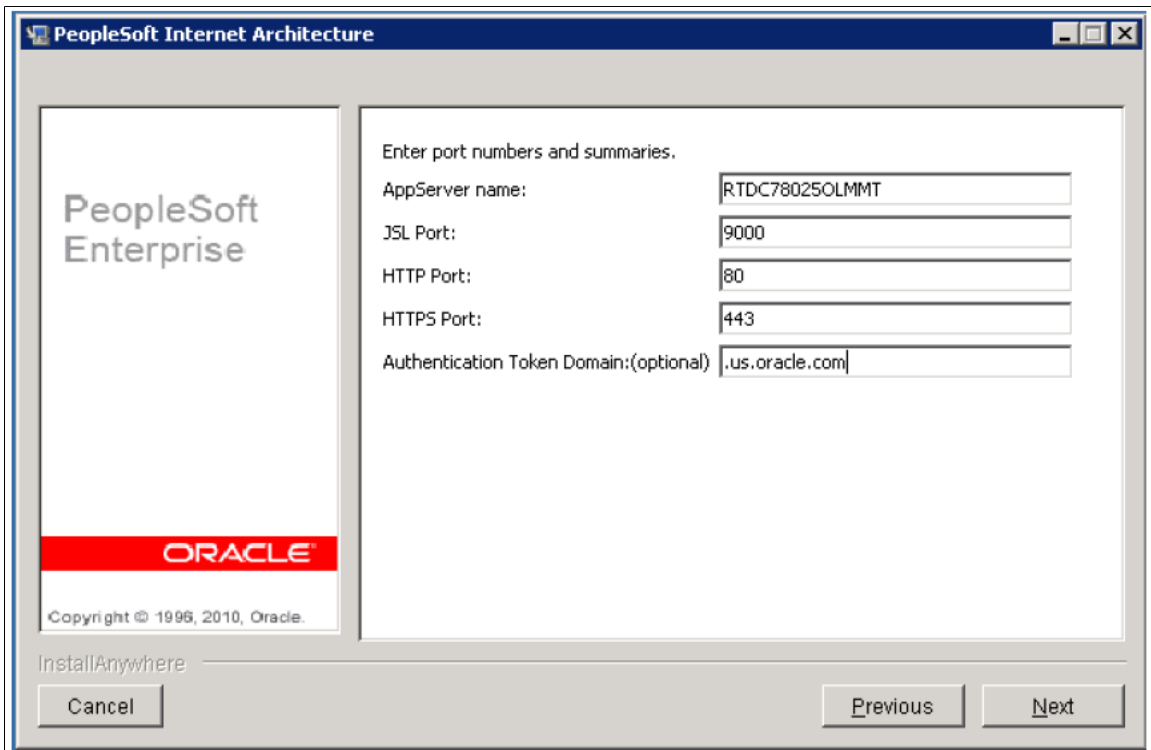 PeopleSoft Internet Architecture
PeopleSoft
Enterprise
ORACLE
Copyright © 1996, 2010, Oracle.
Enter port numbers and summaries.
AppServer name: RTDC78025OLMMT
JSL Port: 9000
HTTP Port: 80
HTTPS Port: 443
Authentication Token Domain:(optional) .us.oracle.com
InstallAnywhere
Cancel Previous Next